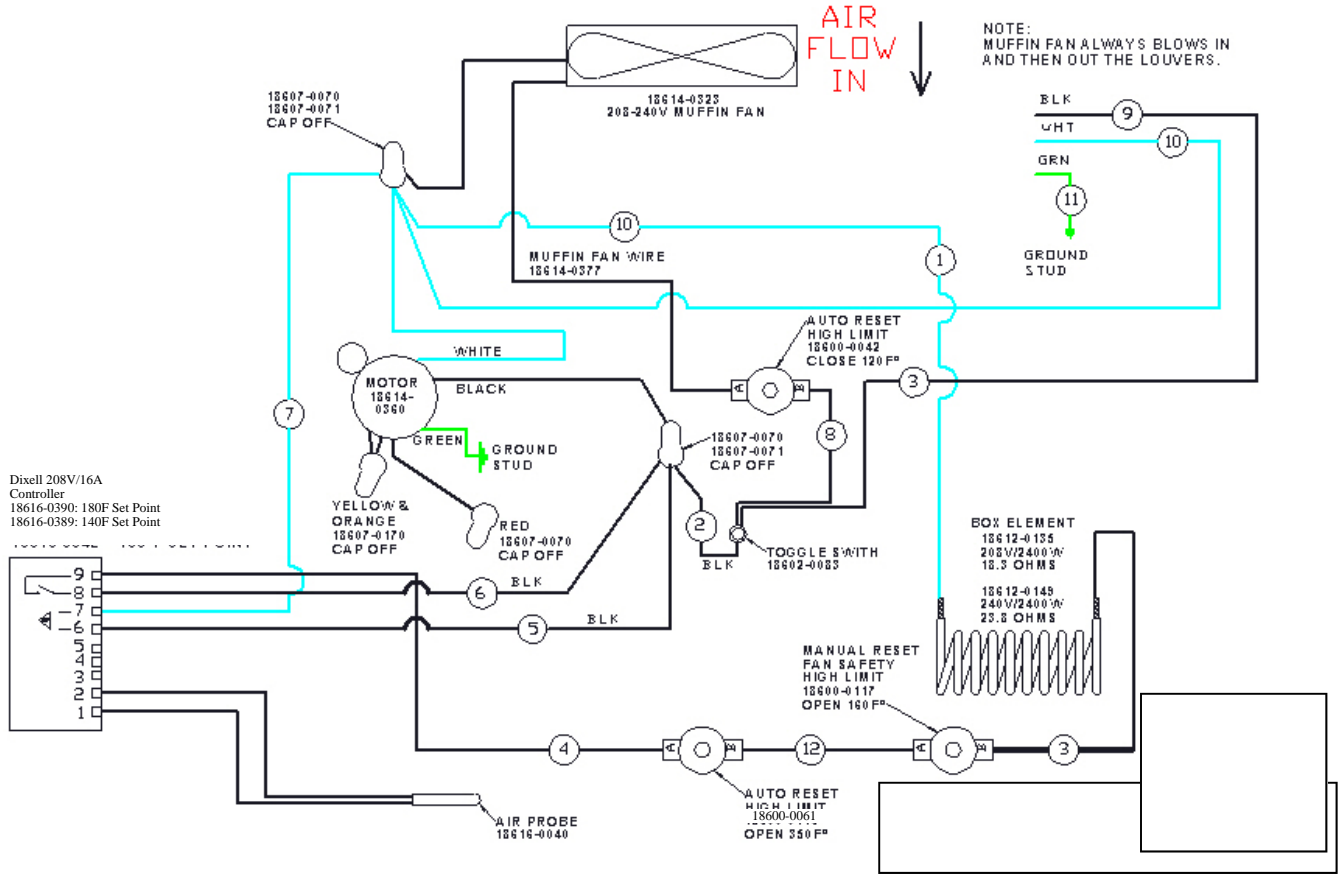 AIR
FLOW
IN
NOTE:
MUFFIN FAN ALWAYS BLOWS IN
AND THEN OUT THE LOUVERS.
18607-0070
18607-0071
CAP OFF
18614-0323
208-240V MUFFIN FAN
BLK
9
WHT
10
GRN
11
GROUND
STUD
10
MUFFIN FAN WIRE
18614-0377
1
AUTO RESET
HIGH LIMIT
18600-0042
CLOSE 120F°
WHITE
MOTOR
18614-
0360
BLACK
A
B
3
7
8
GREEN
GROUND
STUD
18607-0070
18607-0071
CAP OFF
Dixell 208V/16A
Controller
18616-0390: 180F Set Point
18616-0389: 140F Set Point
YELLOW &
ORANGE
18607-0170
CAP OFF
RED
18607-0070
CAP OFF
2
BLK
TOGGLE SWITH
18602-0083
BOX ELEMENT
18612-0135
208V/2400W
18.3 OHMS
18612-0149
240V/2400W
23.8 OHMS
9
8
7
6
5
4
3
2
1
6
BLK
5
BLK
MANUAL RESET
FAN SAFETY
HIGH LIMIT
18600-0117
OPEN 160F°
4
A
B
12
A
B
3
AUTO RESET
HIGH LIMIT
18600-0061
OPEN 350F°
AIR PROBE
18616-0040